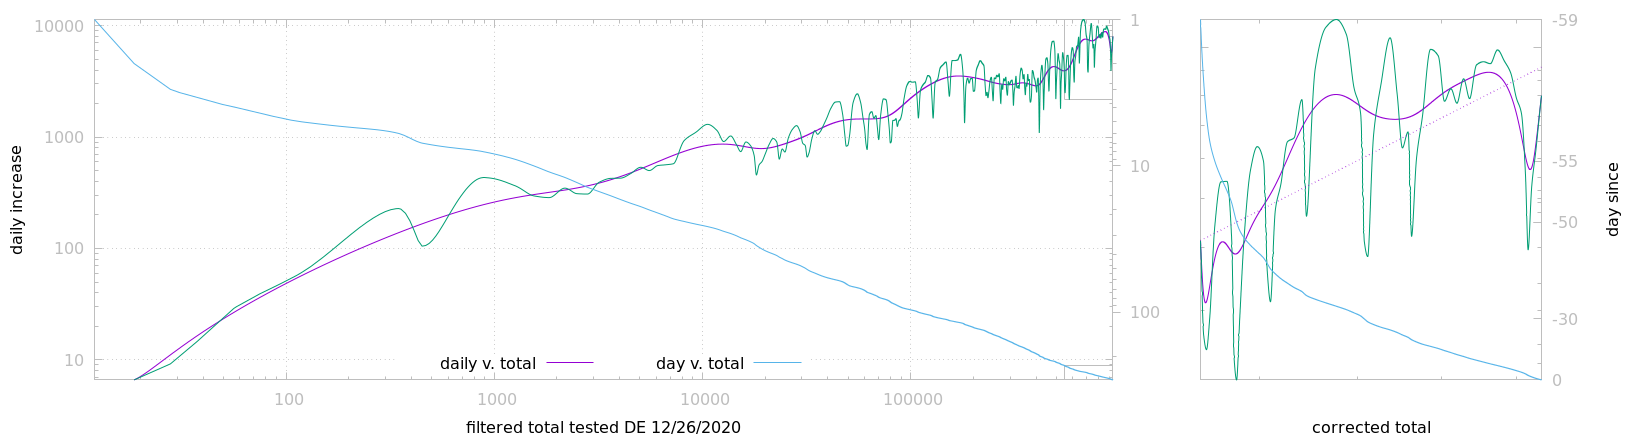 daily increase
10000
1000
100
10
100
1000
10000
100000
filtered total tested DE 12/26/2020
daily v. total
day v. total
1
10
100
corrected total
-59
-55
-50
-30
0
day since